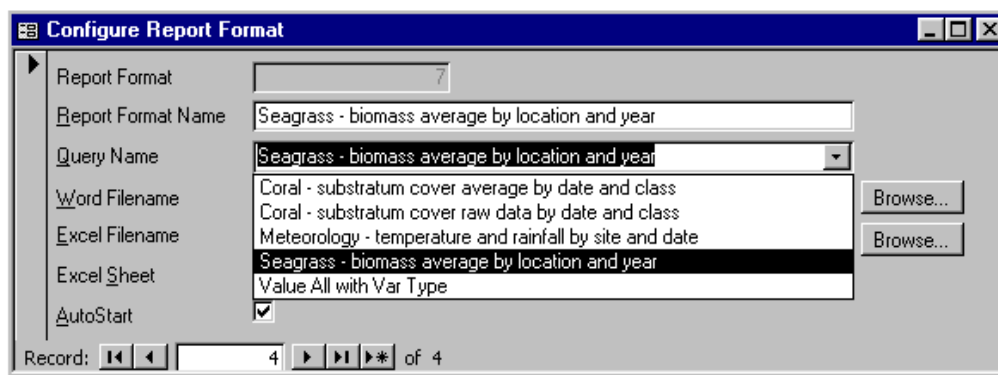 Configure Report Format
Report Format 7
Report Format Name Seagrass - biomass average by location and year
Query Name Seagrass - biomass average by location and year
Coral - substratum cover average by date and class
Word Filename Browse...
Coral - substratum cover raw data by date and class
Excel Filename Meteorology - temperature and rainfall by site and date Browse...
Seagrass - biomass average by location and year
Excel Sheet
Value All with Var Type
AutoStart
Record: 4 of 4